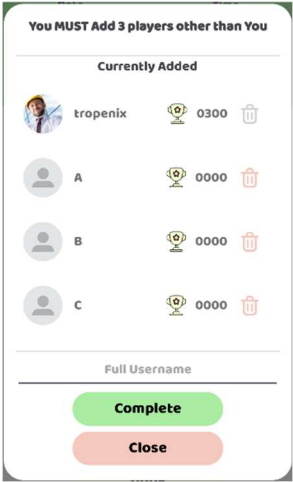 You MUST Add 3 players other than You
Currently Added
tropenix 0300
A 0000
B 0000
C 0000
Full Username
Complete
Close